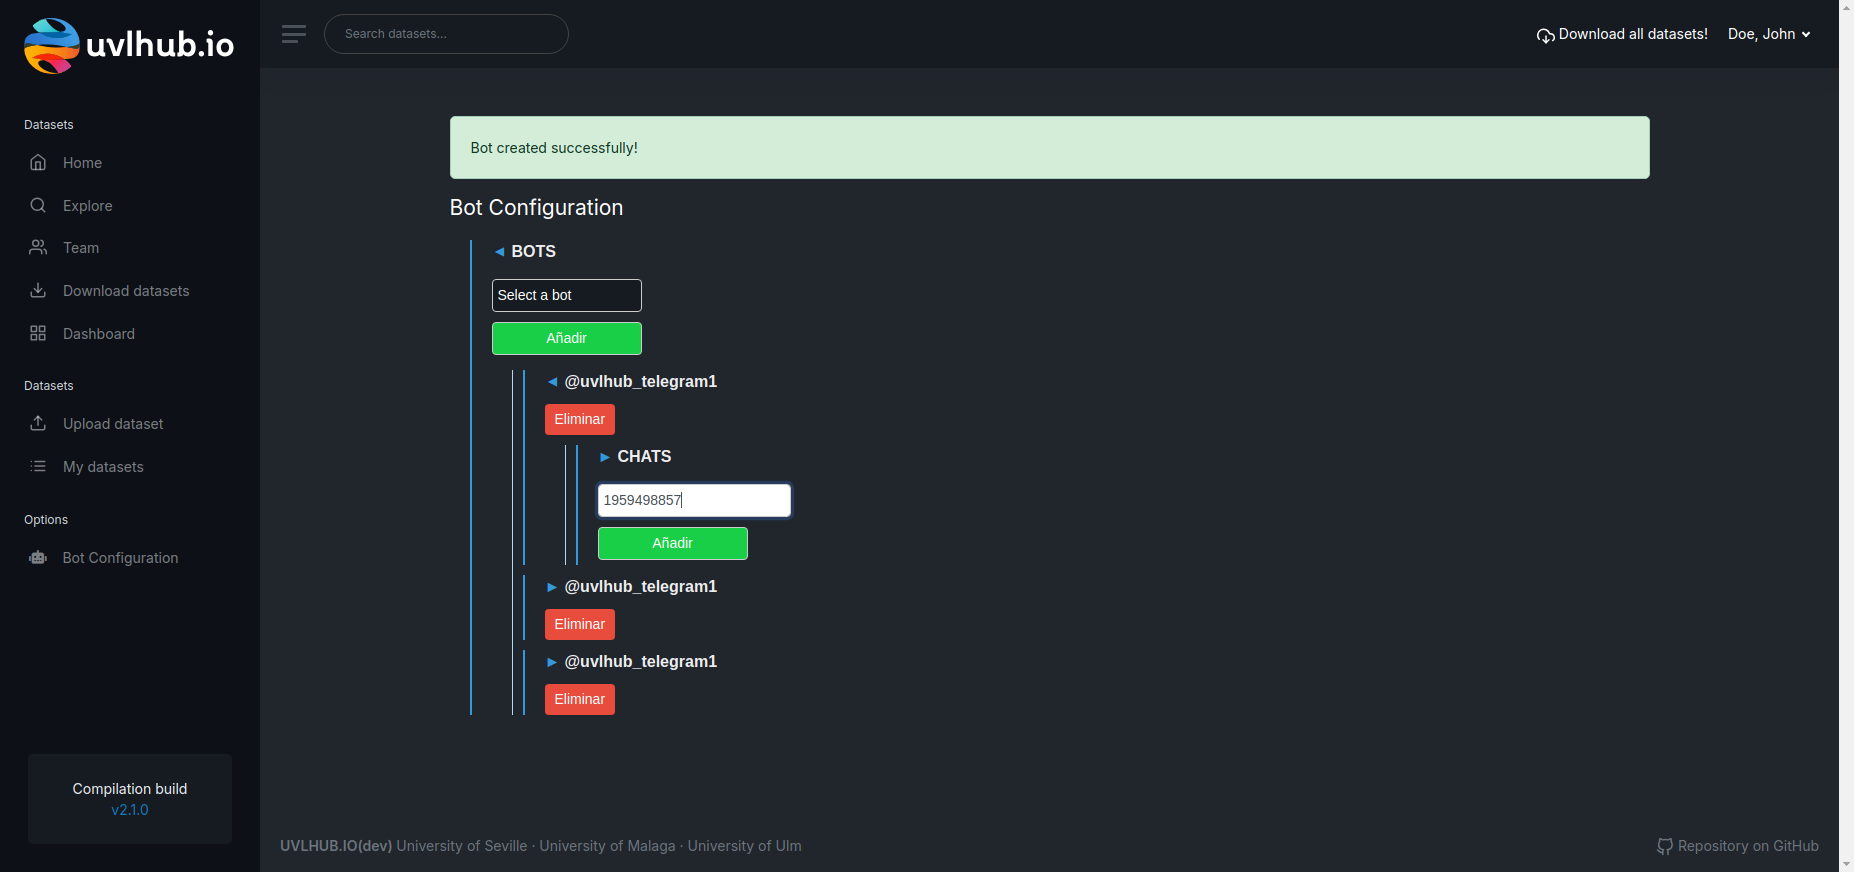 uvlhub.io
Search datasets...
Download all datasets!
Doe, John
Datasets
Home
Explore
Team
Download datasets
Dashboard
Datasets
Upload dataset
My datasets
Options
Bot Configuration
Compilation build
v2.1.0
Bot created successfully!
Bot Configuration
BOTS
Select a bot
Añadir
@uvlhub_telegram1
Eliminar
CHATS
1959498857
Añadir
@uvlhub_telegram1
Eliminar
@uvlhub_telegram1
Eliminar
UVLHUB.IO(dev) University of Seville · University of Malaga · University of Ulm
Repository on GitHub